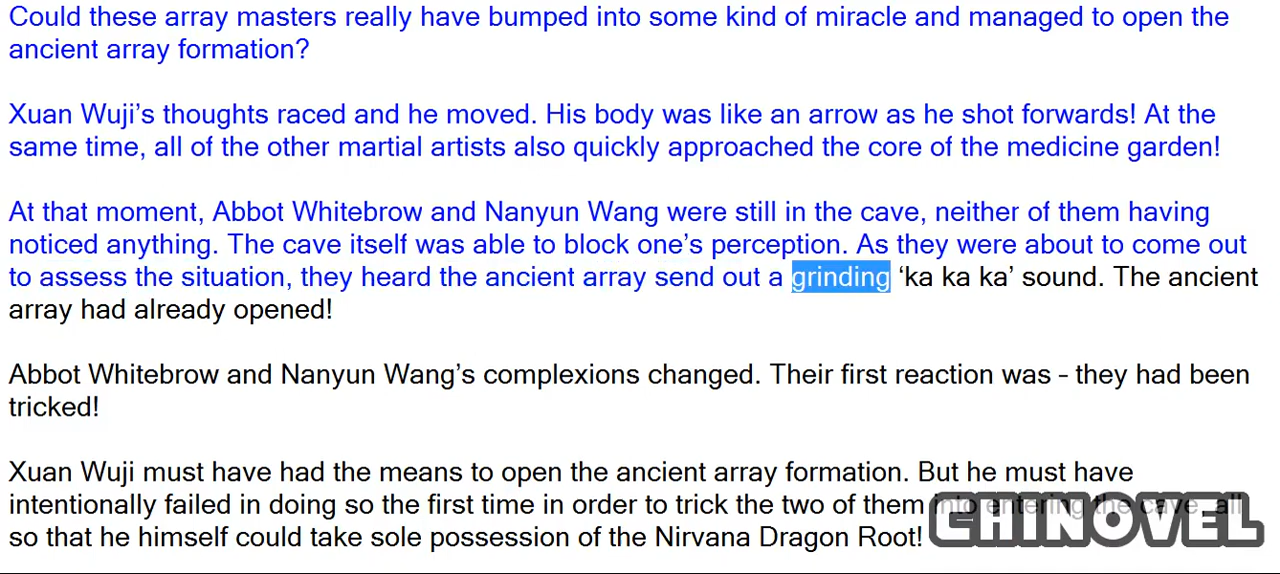 Could these array masters really have bumped into some kind of miracle and managed to open the
ancient array formation?
Xuan Wuji’s thoughts raced and he moved. His body was like an arrow as he shot forwards! At the
same time, all of the other martial artists also quickly approached the core of the medicine garden!
At that moment, Abbot Whitebrow and Nanyun Wang were still in the cave, neither of them having
noticed anything. The cave itself was able to block one’s perception. As they were about to come out
to assess the situation, they heard the ancient array send out a grinding ‘ka ka ka’ sound. The ancient
array had already opened!
Abbot Whitebrow and Nanyun Wang’s complexions changed. Their first reaction was – they had been
tricked!
Xuan Wuji must have had the means to open the ancient array formation. But he must have
intentionally failed in doing so the first time in order to trick the two of them into entering the cave, all
so that he himself could take sole possession of the Nirvana Dragon Root!
CHINOVEL